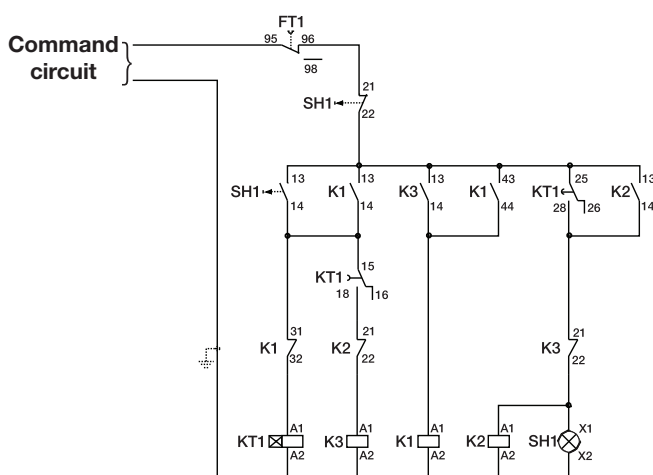 FT1
Command
circuit
95 96
98
21
SH1
22
13 13 13 43 25 13
SH1 K1 K3 K1 KT1 K2
14 14 14 44 28 26 14
15
KT1
18 16
31 21 21
K1 K2 K3
32 22 22
A1 A1 A1 A1 X1
KT1 K3 K1 K2 SH1
A2 A2 A2 A2 X2